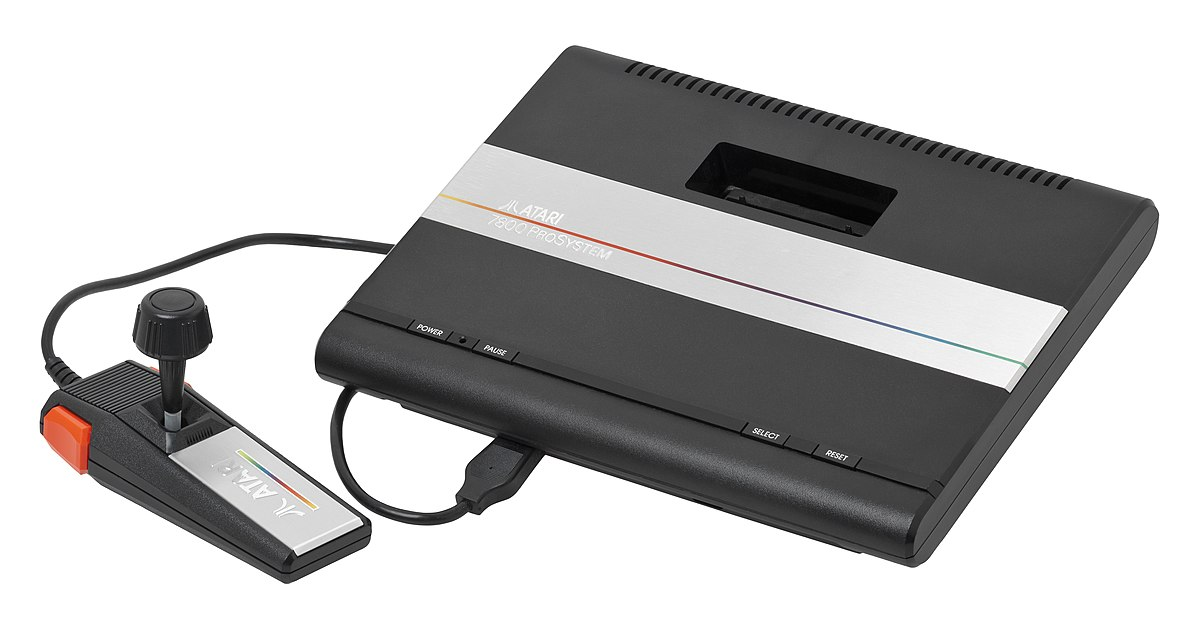 ATARI
7800 PROSYSTEM
POWER
PAUSE
SELECT
RESET
ATARI